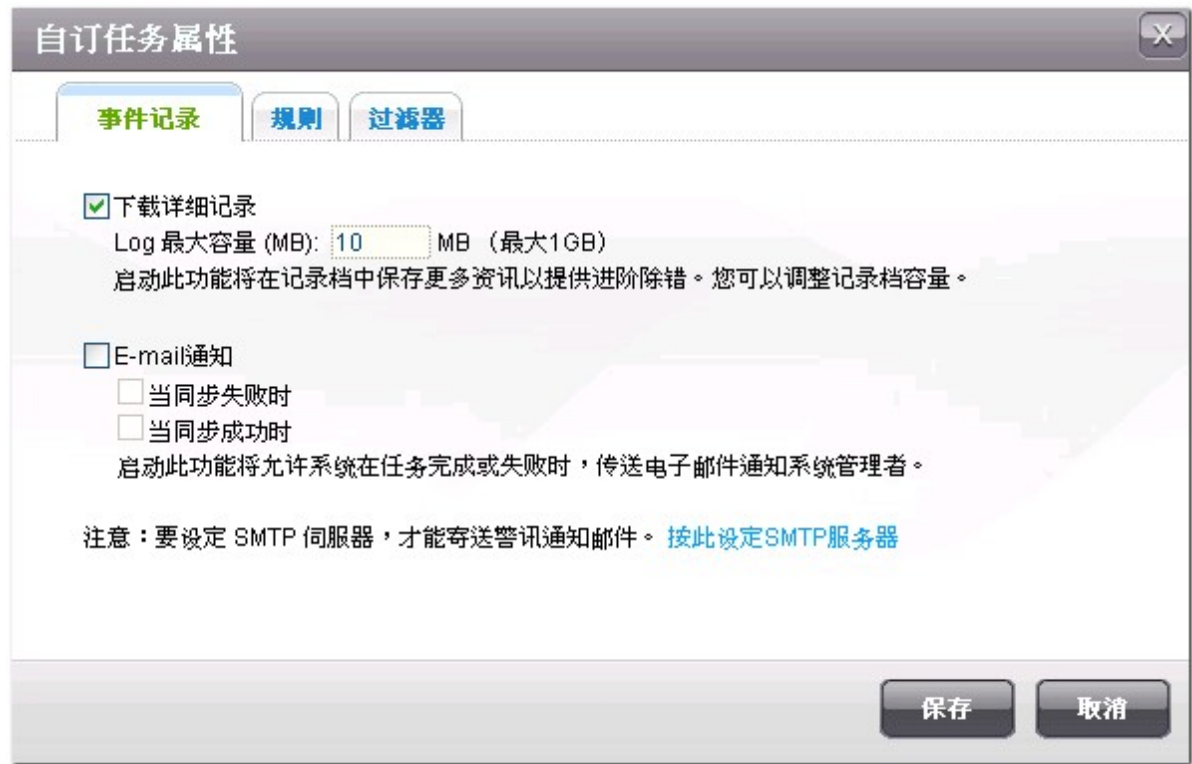 自订任务属性
X
事件记录 规则 过滤器
下载详细记录
Log 最大容量 (MB): 10 MB （最大1GB）
启动此功能将在记录档中保存更多资讯以提供进阶除错。您可以调整记录档容量。
E-mail通知
当同步失败时
当同步成功时
启动此功能将允许系统在任务完成或失败时，传送电子邮件通知系统管理者。
注意：要设定 SMTP 伺服器，才能寄送警讯通知邮件。 按此设定SMTP服务器
保存 取消